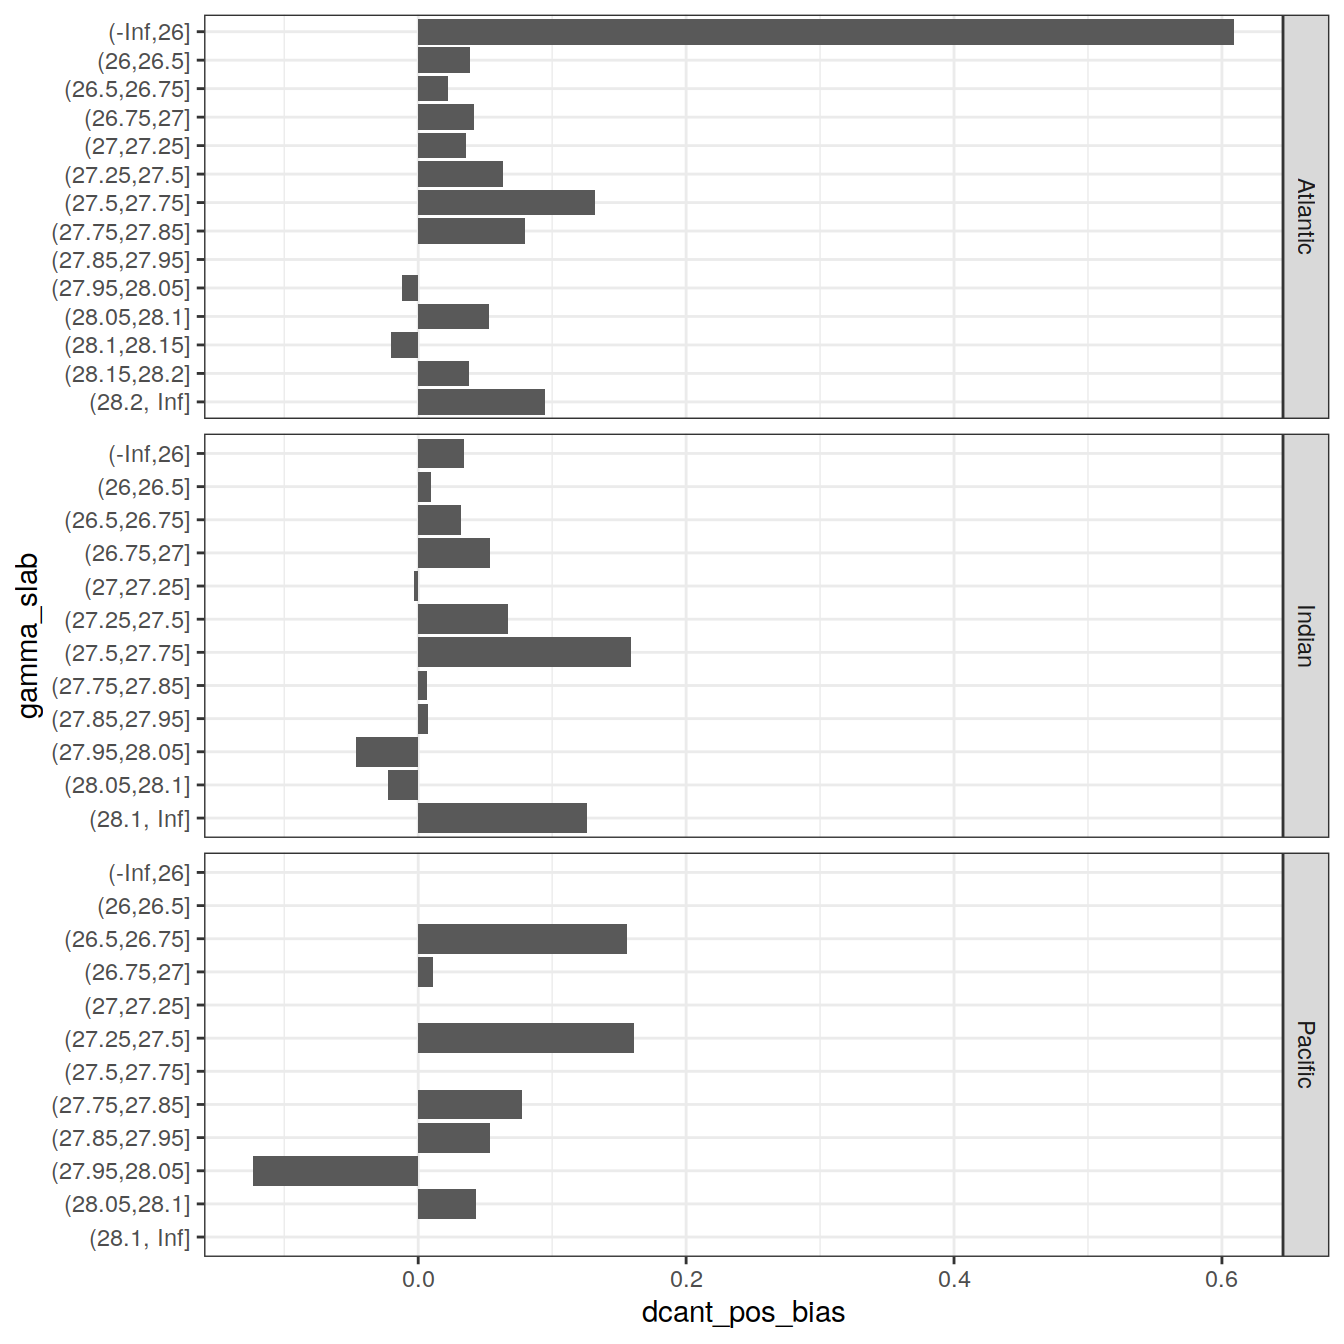 (-Inf,26]
(26,26.5]
(26.5,26.75]
(26.75,27]
(27,27.25]
(27.25,27.5]
(27.5,27.75]
(27.75,27.85]
(27.85,27.95]
(27.95,28.05]
(28.05,28.1]
(28.1,28.15]
(28.15,28.2]
(28.2, Inf]
Atlantic
(-Inf,26]
(26,26.5]
(26.5,26.75]
(26.75,27]
(27,27.25]
(27.25,27.5]
(27.5,27.75]
(27.75,27.85]
(27.85,27.95]
(27.95,28.05]
(28.05,28.1]
(28.1, Inf]
Indian
gamma_slab
(-Inf,26]
(26,26.5]
(26.5,26.75]
(26.75,27]
(27,27.25]
(27.25,27.5]
(27.5,27.75]
(27.75,27.85]
(27.85,27.95]
(27.95,28.05]
(28.05,28.1]
(28.1, Inf]
Pacific
0.0 0.2 0.4 0.6
dcant_pos_bias